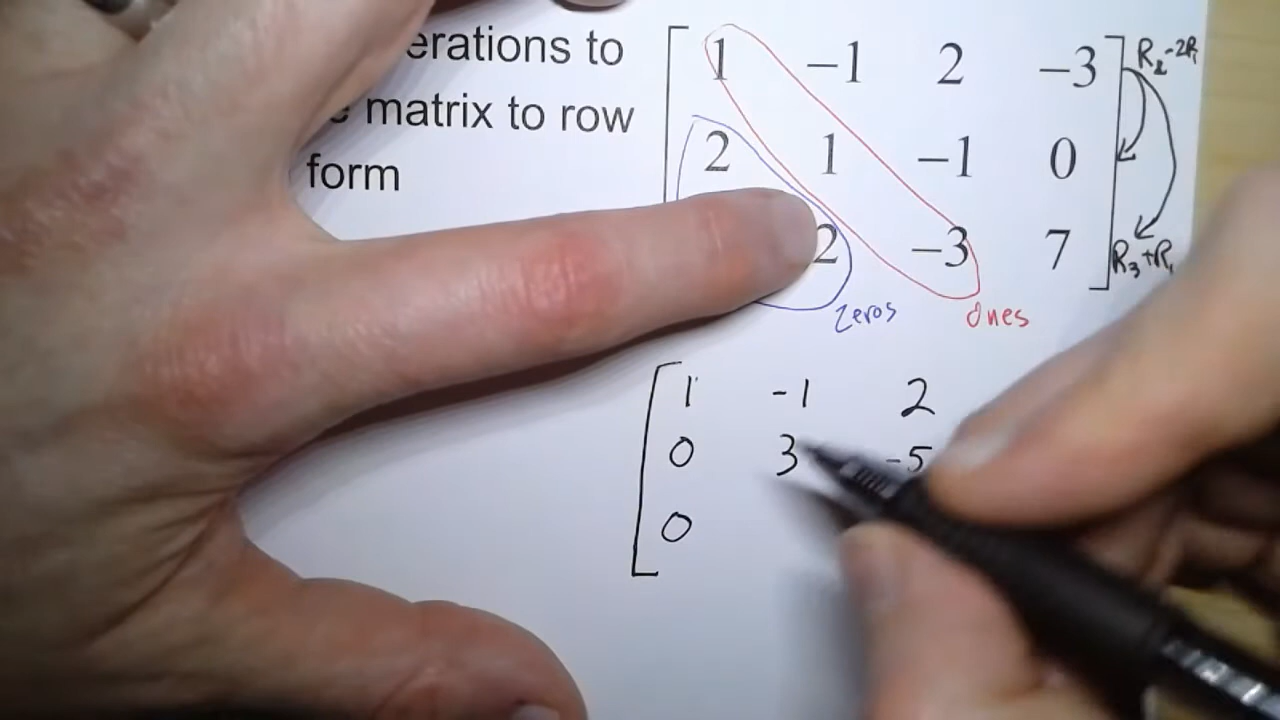 erations to
matrix to row
form
1 −1 2 −3 R₂-2R₁
2 1 −1 0
2 −3 7 R₃+R₁
zeros ones
1 -1 2
0 3 -5
0